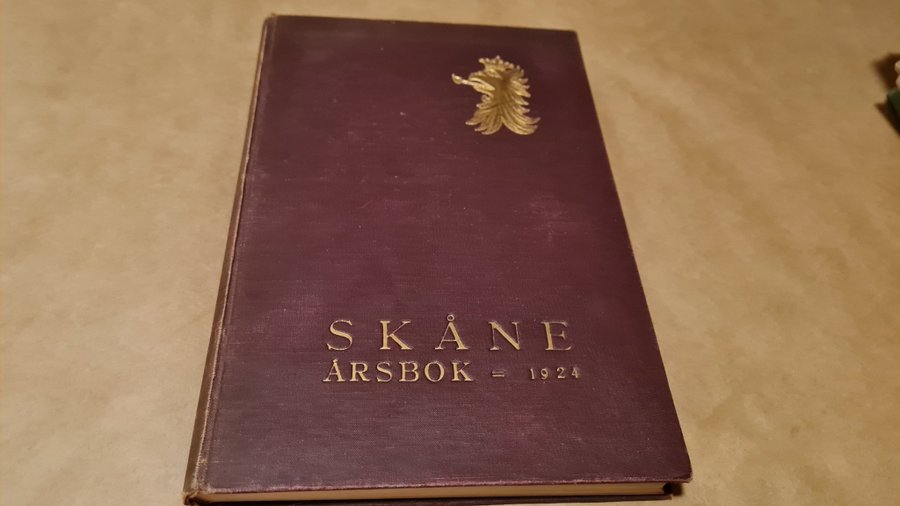 SKÅNE
ÅRSBOK = 1924